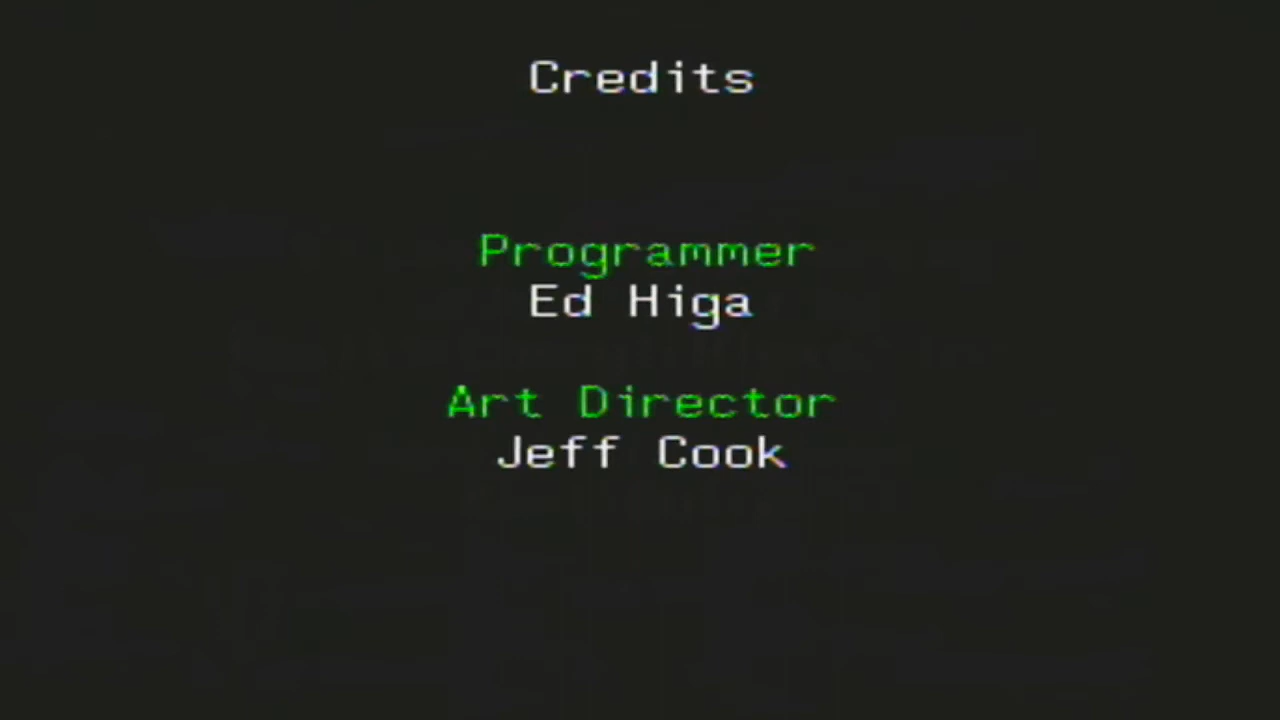 Credits
Programmer
Ed Higa
Art Director
Jeff Cook